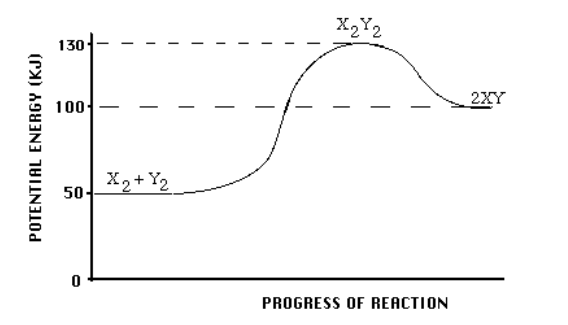 X₂Y₂
130
100
2XY
X₂ + Y₂
50
0
POTENTIAL ENERGY (KJ)
PROGRESS OF REACTION